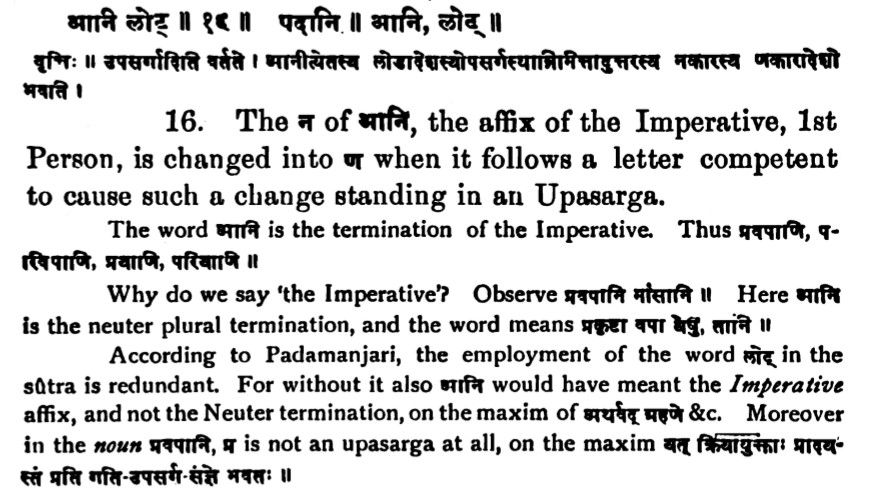 आनि लोट् ॥ १६ ॥ पदानि ॥ आनि, लोट् ॥
वृत्तिः ॥ उपसर्गादिति वर्तते । आनीत्येतस्य लोडादेशस्योपसर्गस्थान्निमित्तादुत्तरस्य नकारस्य णकारादेशो
भवति ।
16. The न of आनि, the affix of the Imperative, 1st
Person, is changed into ण when it follows a letter competent
to cause such a change standing in an Upasarga.
The word आनि is the termination of the Imperative. Thus प्रवपाणि, प-
रिवपाणि, प्रयाणि, परियाणि ॥
Why do we say 'the Imperative'? Observe प्रवपानि मांसानि ॥ Here आनि
is the neuter plural termination, and the word means प्रकृष्टा वपा येषु, तानि ॥
According to Padamanjari, the employment of the word लोट् in the
sûtra is redundant. For without it also आनि would have meant the Imperative
affix, and not the Neuter termination, on the maxim of अर्थवद् ग्रहणे &c. Moreover
in the noun प्रवपानि, प्र is not an upasarga at all, on the maxim यत् क्रियायुक्ताः प्रादय-
स्तं प्रति गति-उपसर्ग-संज्ञे भवतः ॥